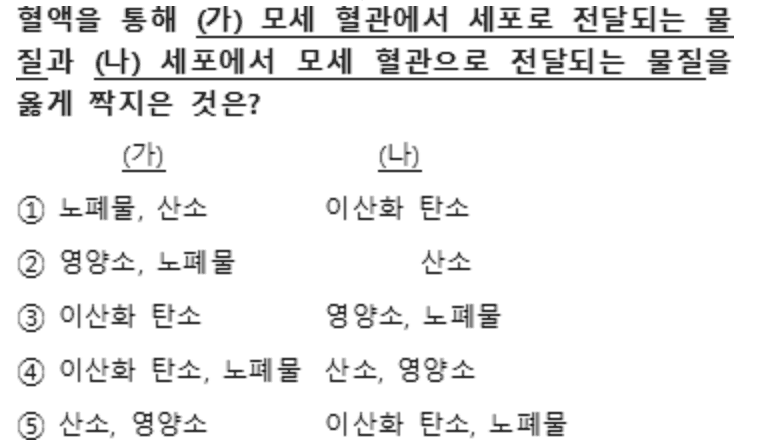 혈액을 통해 (가) 모세 혈관에서 세포로 전달되는 물
질과 (나) 세포에서 모세 혈관으로 전달되는 물질을
옳게 짝지은 것은?
(가) (나)
① 노폐물, 산소 이산화 탄소
② 영양소, 노폐물 산소
③ 이산화 탄소 영양소, 노폐물
④ 이산화 탄소, 노폐물 산소, 영양소
⑤ 산소, 영양소 이산화 탄소, 노폐물